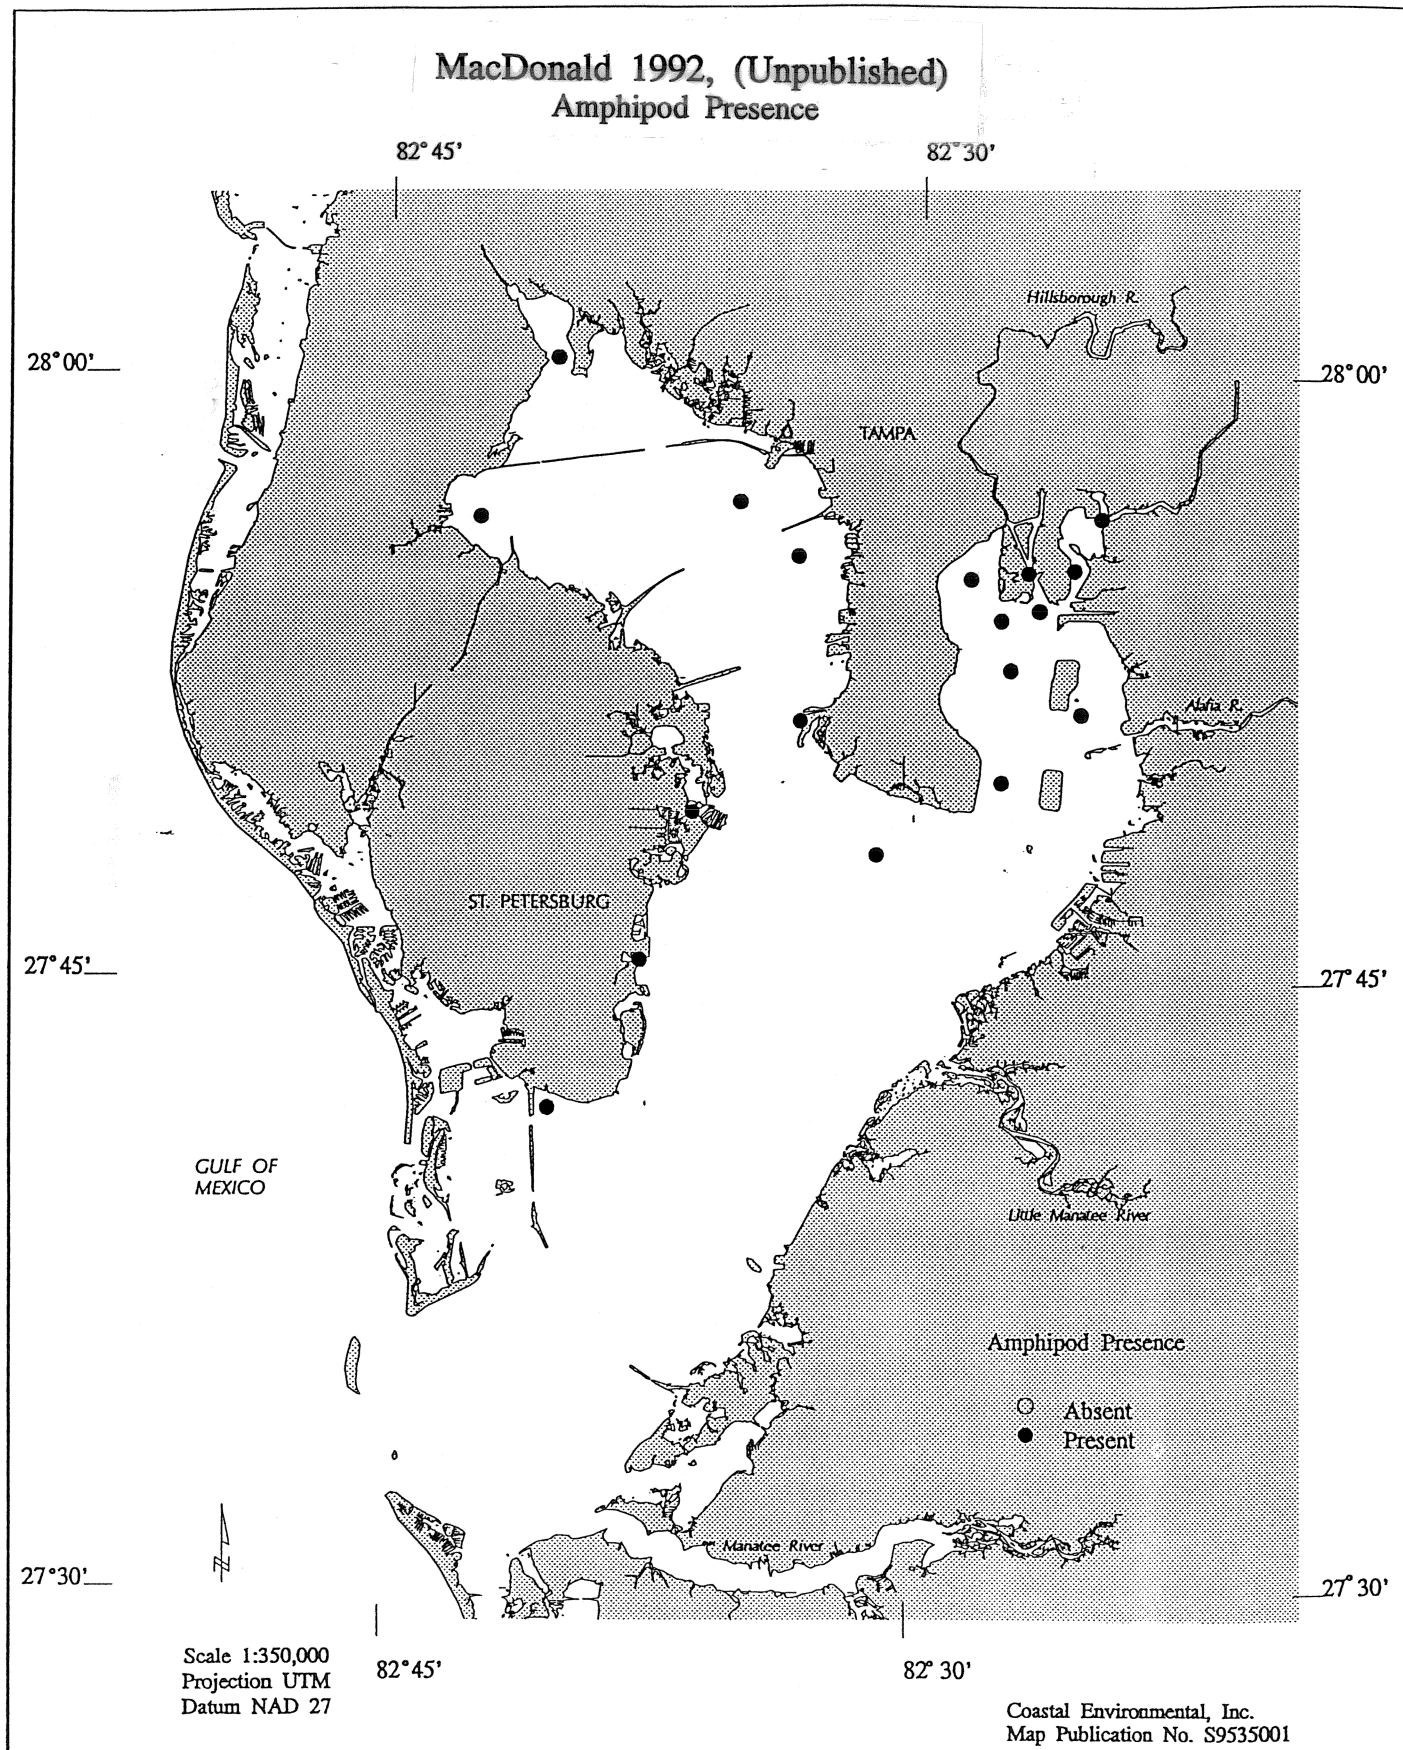 MacDonald 1992, (Unpublished)
Amphipod Presence
82°45'
82°30'
Hillsborough R.
28°00'
28°00'
TAMPA
Alafia R.
ST. PETERSBURG
27°45'
27°45'
GULF OF
MEXICO
Little Manatee River
Amphipod Presence
Absent
Present
Manatee River
27°30'
27°30'
Scale 1:350,000
Projection UTM
Datum NAD 27
82°45'
82°30'
Coastal Environmental, Inc.
Map Publication No. S9535001